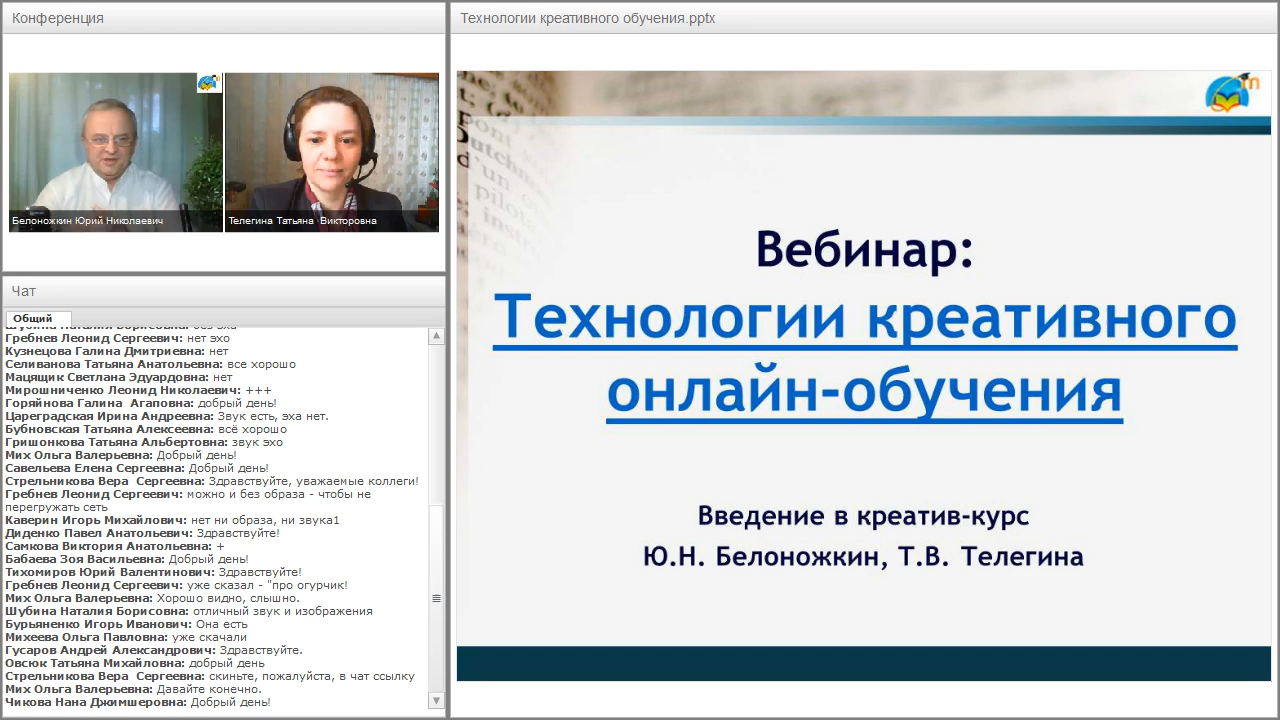 Конференция
Белоножкин Юрий Николаевич
Телегина Татьяна Викторовна
Чат
Общий
Шубина Наталия Борисовна: без эха
Гребнев Леонид Сергеевич: нет эхо
Кузнецова Галина Дмитриевна: нет
Селиванова Татьяна Анатольевна: все хорошо
Мацящик Светлана Эдуардовна: нет
Мирашниченко Леонид Николаевич: +++
Горяйнова Галина Агаповна: добрый день!
Цареградская Ирина Андреевна: Звук есть, эха нет.
Бубновская Татьяна Алексеевна: всё хорошо
Гришонкова Татьяна Альбертовна: звук эхо
Мих Ольга Валерьевна: Добрый день!
Савельева Елена Сергеевна: Добрый день!
Стрельникова Вера Сергеевна: Здравствуйте, уважаемые коллеги!
Гребнев Леонид Сергеевич: можно и без образа - чтобы не
перегружать сеть
Каверин Игорь Михайлович: нет ни образа, ни звука1
Диденко Павел Анатольевич: Здравствуйте!
Самкова Виктория Анатольевна: +
Бабаева Зоя Васильевна: Добрый день!
Тихомиров Юрий Валентинович: Здравствуйте!
Гребнев Леонид Сергеевич: уже сказал - "про огурчик!
Мих Ольга Валерьевна: Хорошо видно, слышно.
Шубина Наталия Борисовна: отличный звук и изображения
Бурьяненко Игорь Иванович: Она есть
Михеева Ольга Павловна: уже скачали
Гусаров Андрей Александрович: Здравствуйте.
Овсюк Татьяна Михайловна: добрый день
Стрельникова Вера Сергеевна: скиньте, пожалуйста, в чат ссылку
Мих Ольга Валерьевна: Давайте конечно.
Чикова Нана Джимшеровна: Добрый день!
Технологии креативного обучения.pptx
Вебинар:
Технологии креативного
онлайн-обучения
Введение в креатив-курс
Ю.Н. Белоножкин, Т.В. Телегина